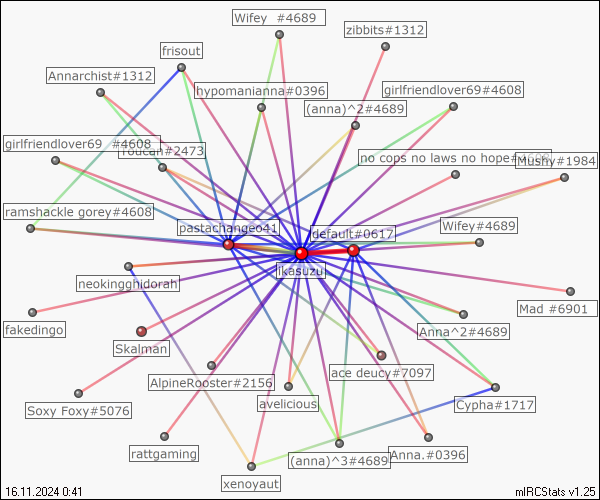 Wifey #4689
zibbits#1312
frisout
Annarchist#1312
hypomanianna#0396
girlfriendlover69#4608
(anna)^2#4689
girlfriendlover69 #4608
Toucan#2473
no cops no laws no hope
Mushy#1984
ramshackle gorey#4608
pastachangeo41
default#0617
Wifey#4689
ikasuzu
neokingghidorah
Mad #6901
fakedingo
Anna^2#4689
Skalman
AlpineRooster#2156
ace deucy#7097
Soxy Foxy#5076
avelicious
Cypha#1717
rattgaming
(anna)^3#4689
Anna.#0396
xenoyaut
16.11.2024 0:41
mIRCStats v1.25